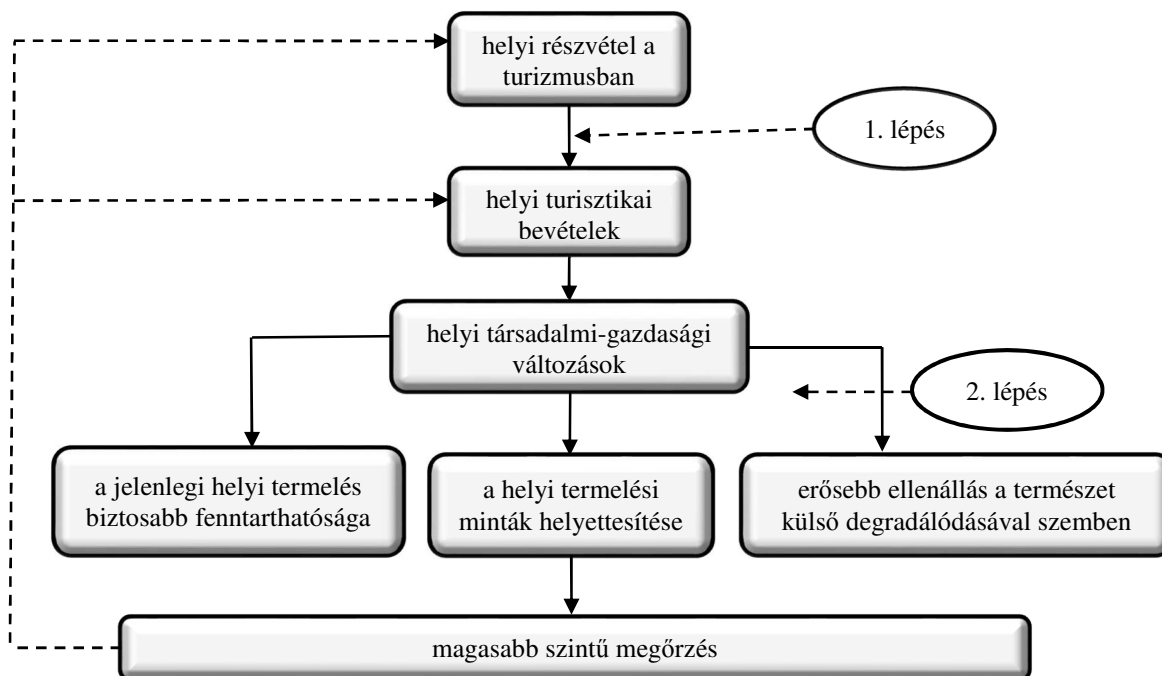 helyi részvétel a
turizmusban
1. lépés
helyi turisztikai
bevételek
helyi társadalmi-gazdasági
változások
2. lépés
a jelenlegi helyi termelés
biztosabb fenntarthatósága
a helyi termelési
minták helyettesítése
erősebb ellenállás a természet
külső degradálódásával szemben
magasabb szintű megőrzés